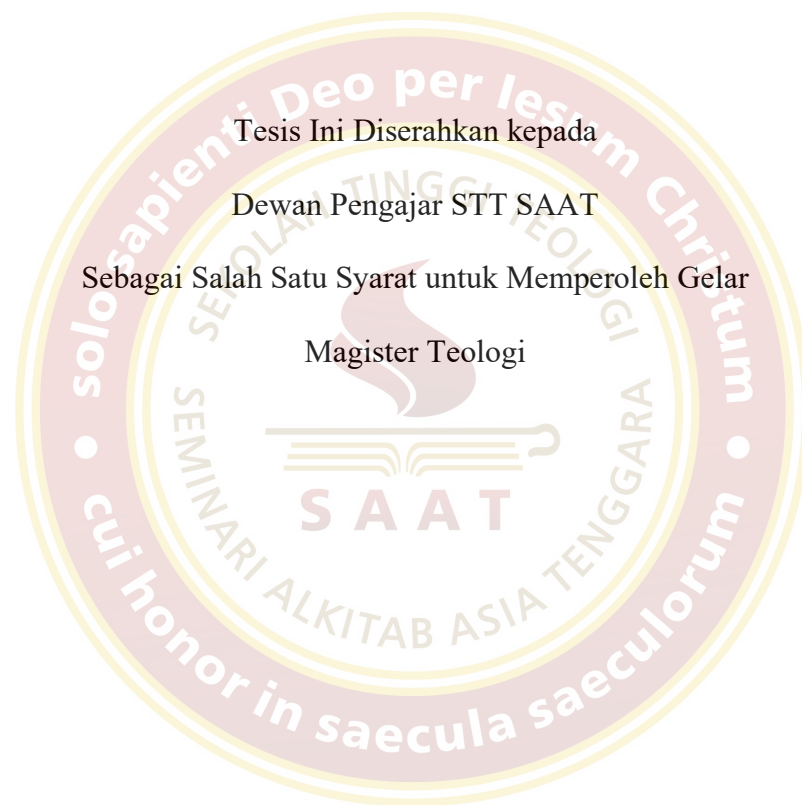 Tesis Ini Diserahkan kepada
Dewan Pengajar STT SAAT
Sebagai Salah Satu Syarat untuk Memperoleh Gelar
Magister Teologi
solo sapienti Deo per Iesum Christum
cui honor in saecula saeculorum
SEKOLAH TINGGI TEOLOGI
SEMINARI ALKITAB ASIA TENGGARA
SAAT